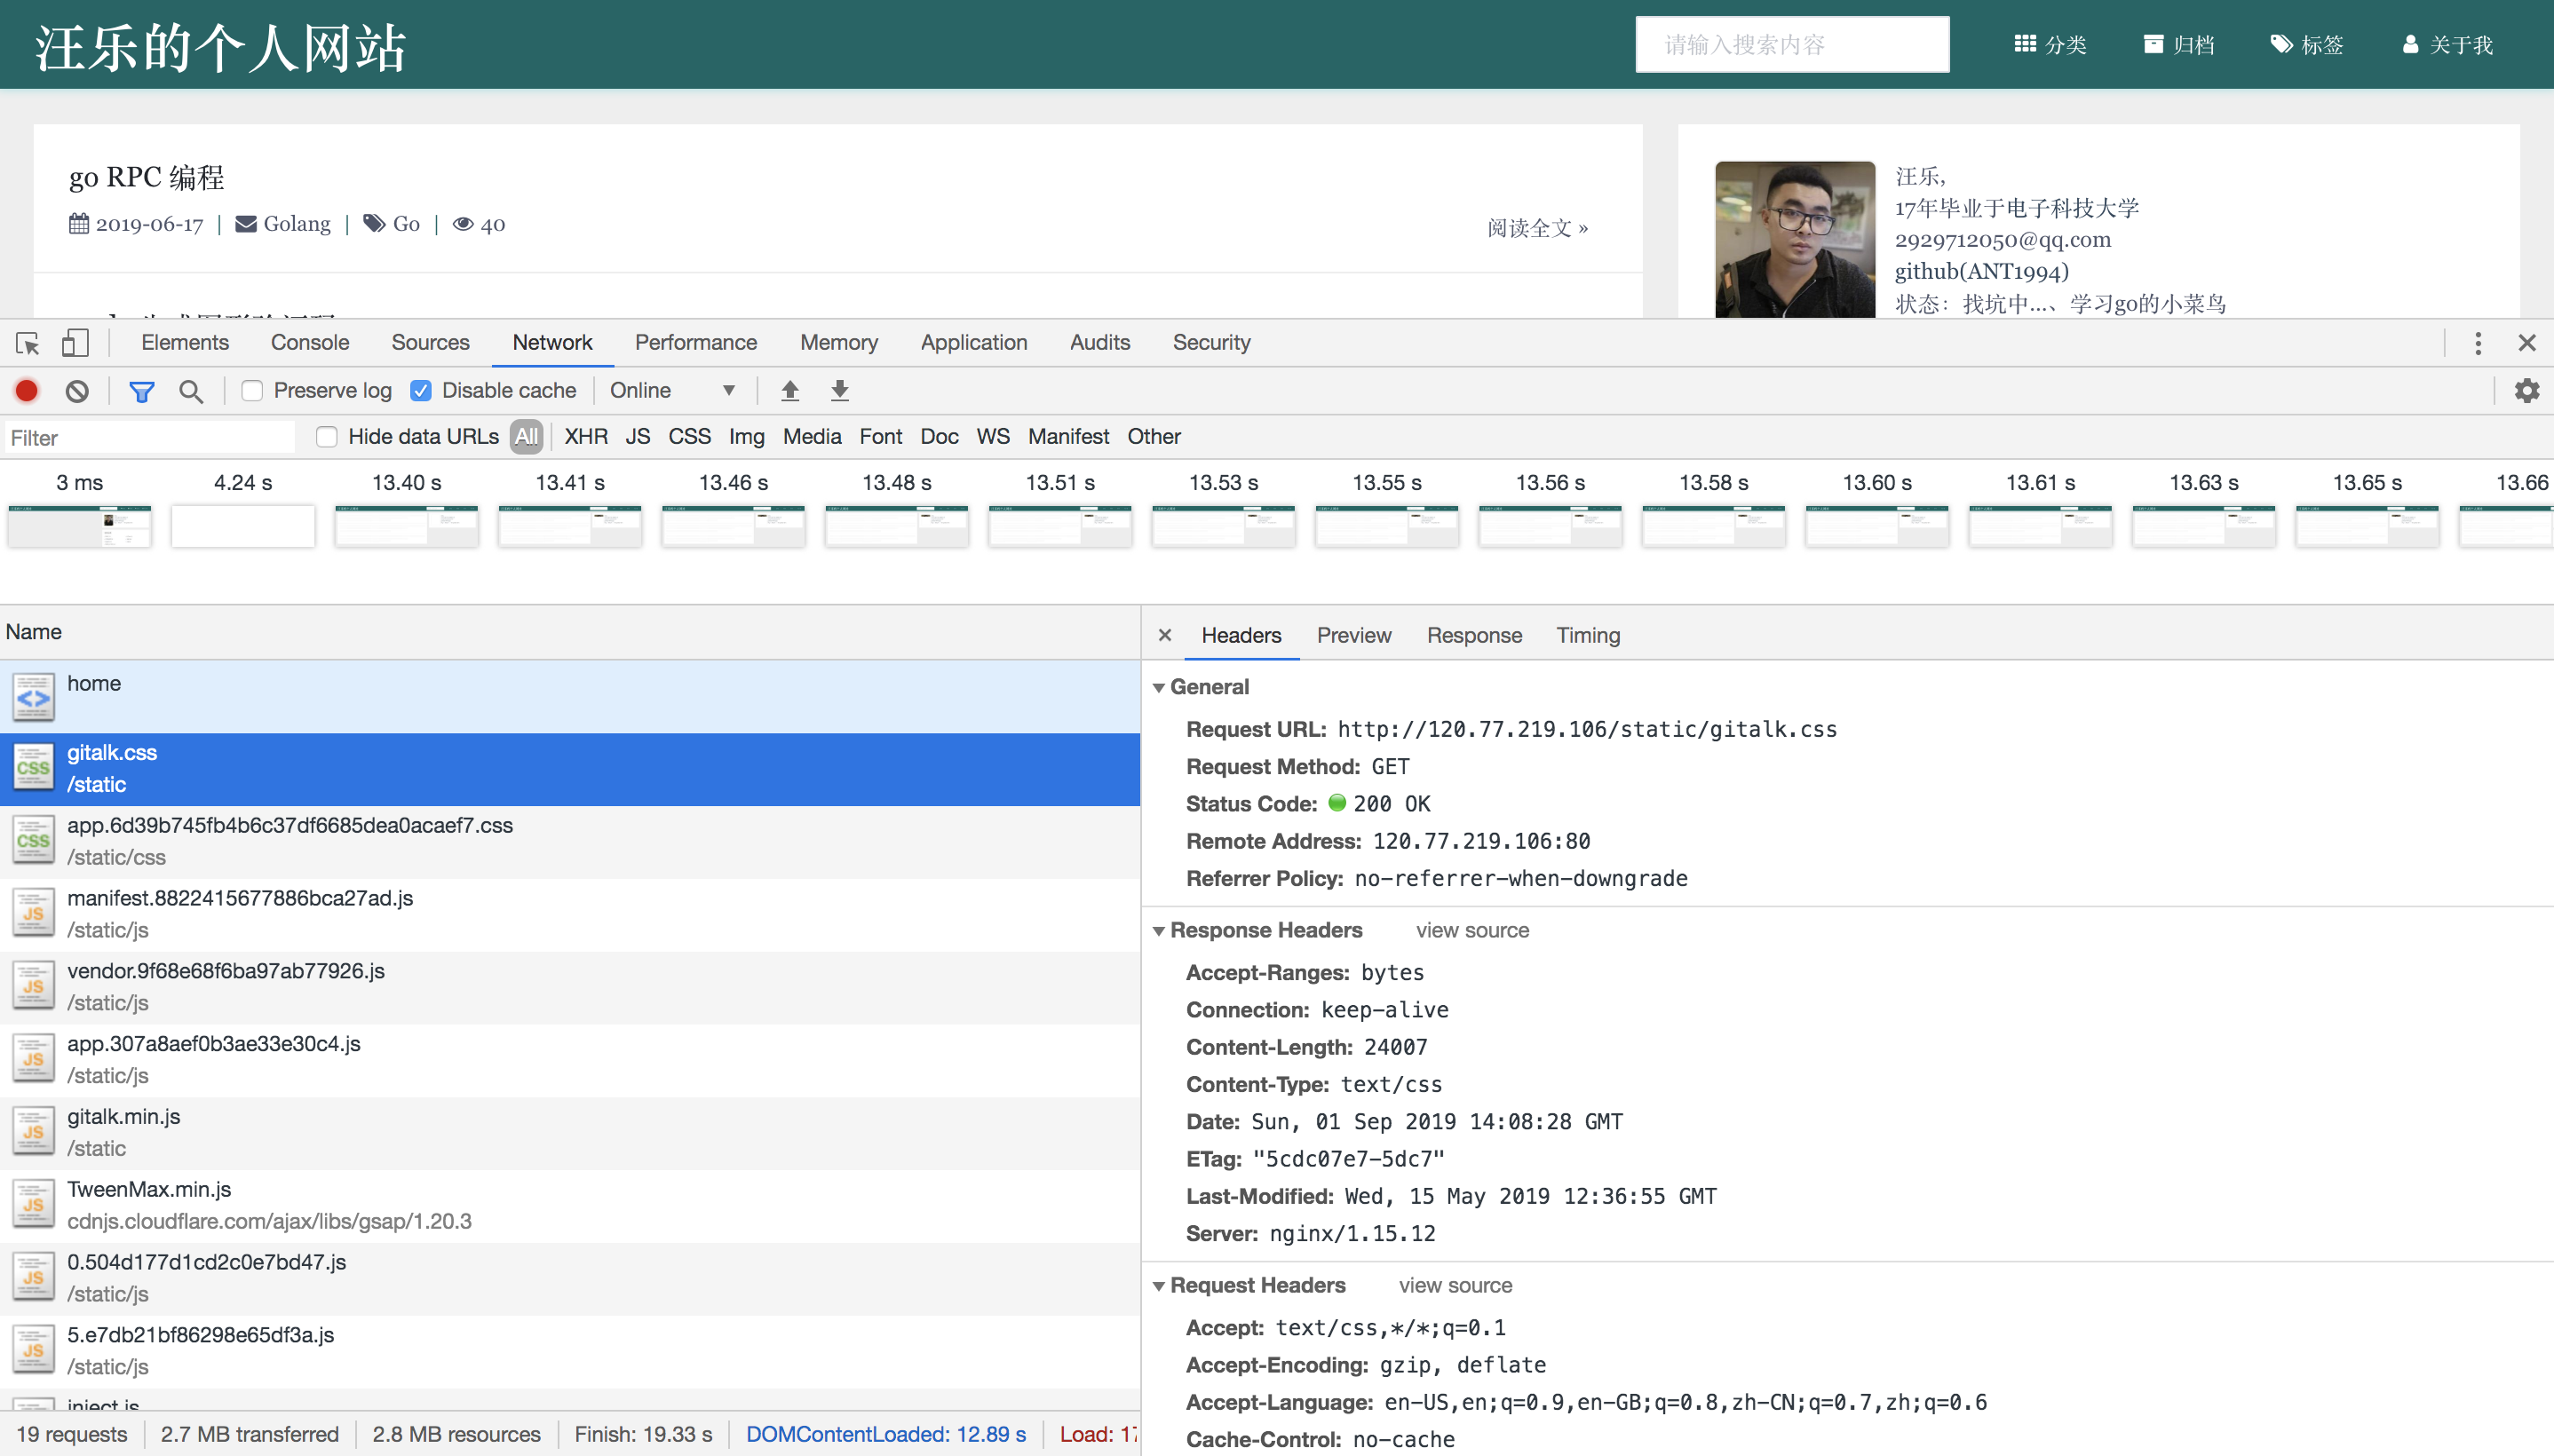 汪乐的个人网站
请输入搜索内容
分类 归档 标签 关于我
go RPC 编程
2019-06-17 | Golang | Go | 40
阅读全文 »
汪乐,
17年毕业于电子科技大学
2929712050@qq.com
github(ANT1994)
状态：找坑中...、学习go的小菜鸟
Elements Console Sources Network Performance Memory Application Audits Security
Preserve log Disable cache Online
Filter Hide data URLs All XHR JS CSS Img Media Font Doc WS Manifest Other
3 ms 4.24 s 13.40 s 13.41 s 13.46 s 13.48 s 13.51 s 13.53 s 13.55 s 13.56 s 13.58 s 13.60 s 13.61 s 13.63 s 13.65 s 13.66
Name
home
gitalk.css
/static
app.6d39b745fb4b6c37df6685dea0acaef7.css
/static/css
manifest.8822415677886bca27ad.js
/static/js
vendor.9f68e68f6ba97ab77926.js
/static/js
app.307a8aef0b3ae33e30c4.js
/static/js
gitalk.min.js
/static
TweenMax.min.js
cdnjs.cloudflare.com/ajax/libs/gsap/1.20.3
0.504d177d1cd2c0e7bd47.js
/static/js
5.e7db21bf86298e65df3a.js
/static/js
inject.js
19 requests 2.7 MB transferred 2.8 MB resources Finish: 19.33 s DOMContentLoaded: 12.89 s Load: 17
Headers Preview Response Timing
General
Request URL: http://120.77.219.106/static/gitalk.css
Request Method: GET
Status Code: 200 OK
Remote Address: 120.77.219.106:80
Referrer Policy: no-referrer-when-downgrade
Response Headers view source
Accept-Ranges: bytes
Connection: keep-alive
Content-Length: 24007
Content-Type: text/css
Date: Sun, 01 Sep 2019 14:08:28 GMT
ETag: "5cdc07e7-5dc7"
Last-Modified: Wed, 15 May 2019 12:36:55 GMT
Server: nginx/1.15.12
Request Headers view source
Accept: text/css,*/*;q=0.1
Accept-Encoding: gzip, deflate
Accept-Language: en-US,en;q=0.9,en-GB;q=0.8,zh-CN;q=0.7,zh;q=0.6
Cache-Control: no-cache